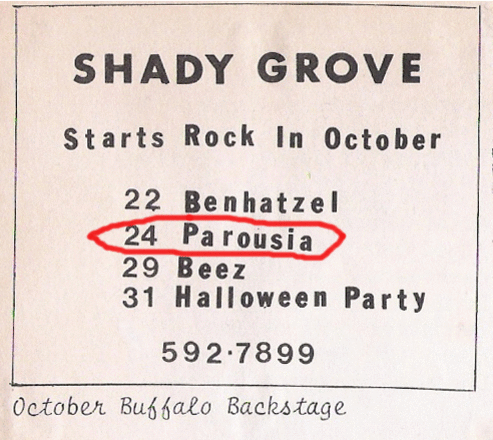 SHADY GROVE
Starts Rock In October
22 Benhatzel
24 Parousia
29 Beez
31 Halloween Party
592·7899
October Buffalo Backstage